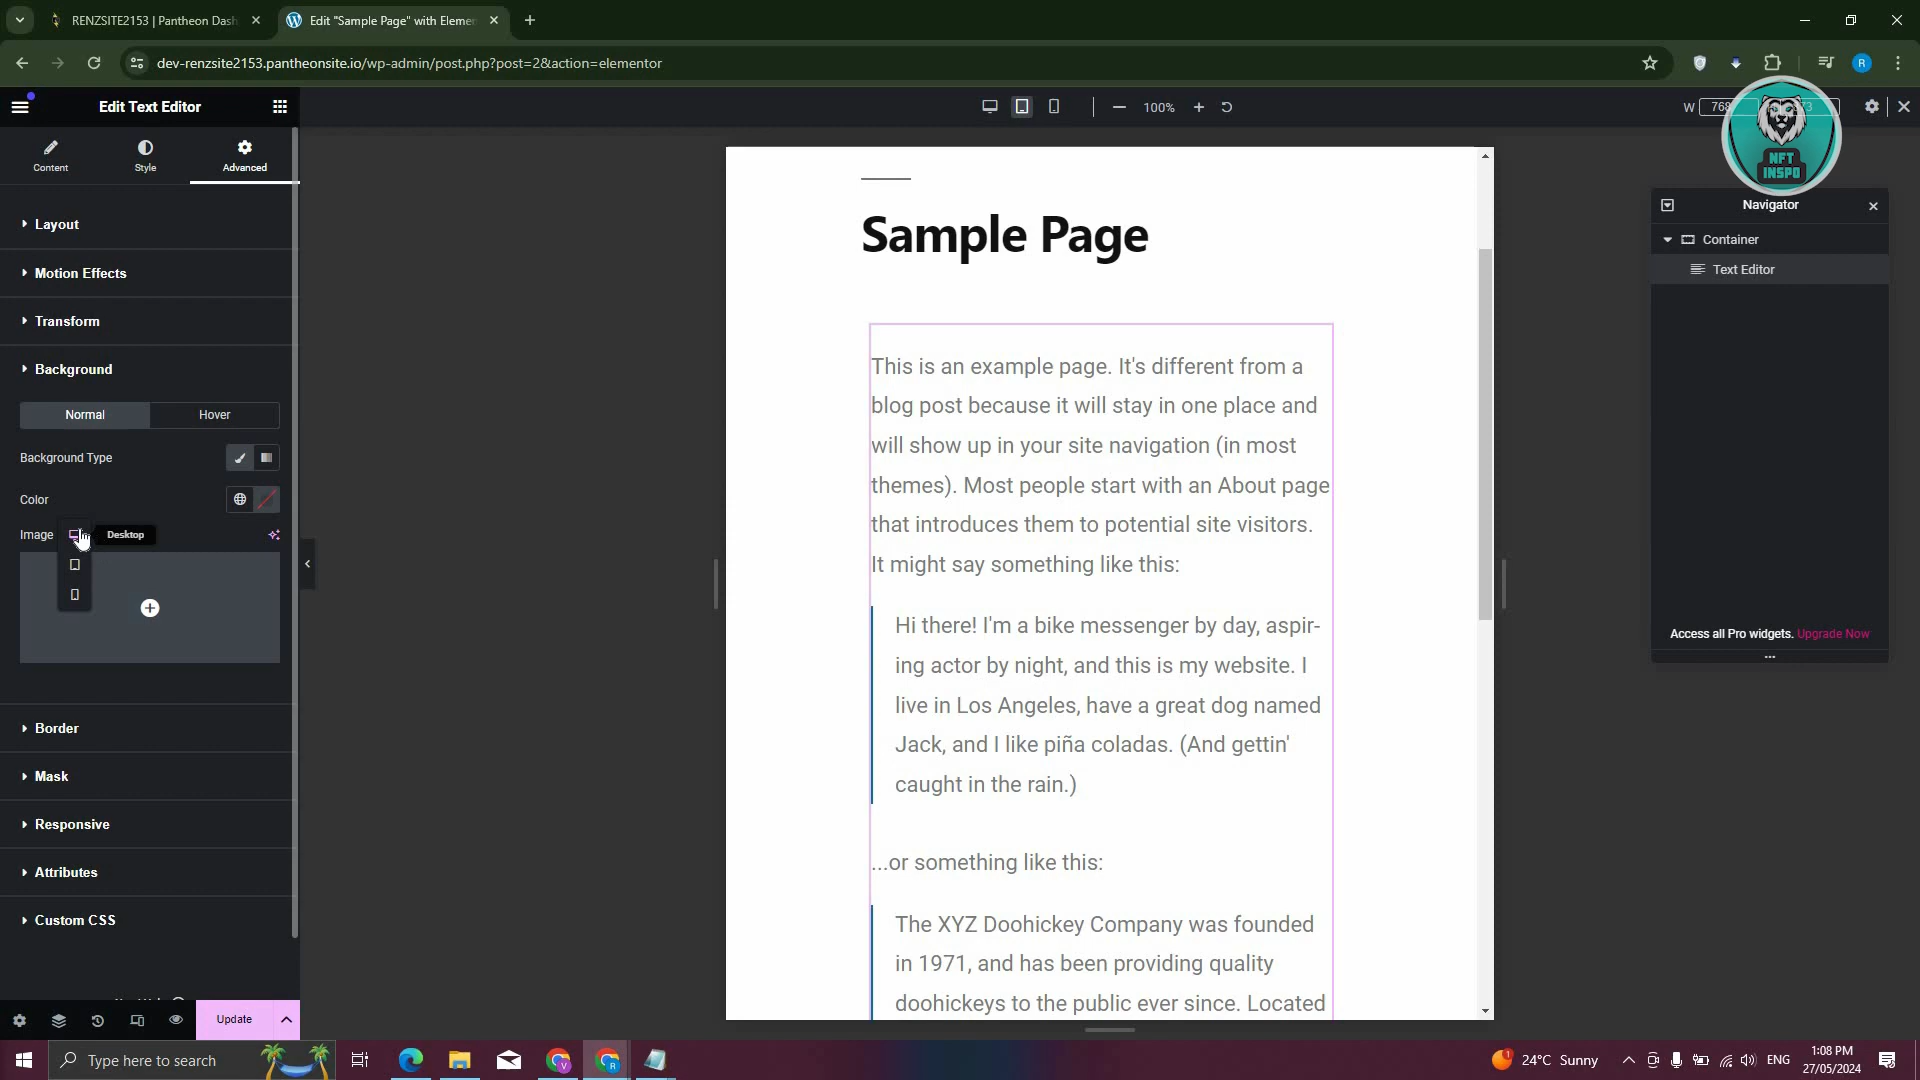 RENZSITE2153 | Pantheon Dash
Edit "Sample Page" with Elemen
dev-renzsite2153.pantheonsite.io/wp-admin/post.php?post=2&action=elementor
R
Edit Text Editor
100%
W 768
NFT
INSPO
Content
Style
Advanced
Layout
Motion Effects
Transform
Background
Normal
Hover
Background Type
Color
Image
Desktop
Border
Mask
Responsive
Attributes
Custom CSS
Update
Sample Page
This is an example page. It's different from a
blog post because it will stay in one place and
will show up in your site navigation (in most
themes). Most people start with an About page
that introduces them to potential site visitors.
It might say something like this:
Hi there! I'm a bike messenger by day, aspir-
ing actor by night, and this is my website. I
live in Los Angeles, have a great dog named
Jack, and I like piña coladas. (And gettin'
caught in the rain.)
...or something like this:
The XYZ Doohickey Company was founded
in 1971, and has been providing quality
doohickeys to the public ever since. Located
Navigator
Container
Text Editor
Access all Pro widgets. Upgrade Now
Type here to search
24°C Sunny
ENG
1:08 PM
27/05/2024